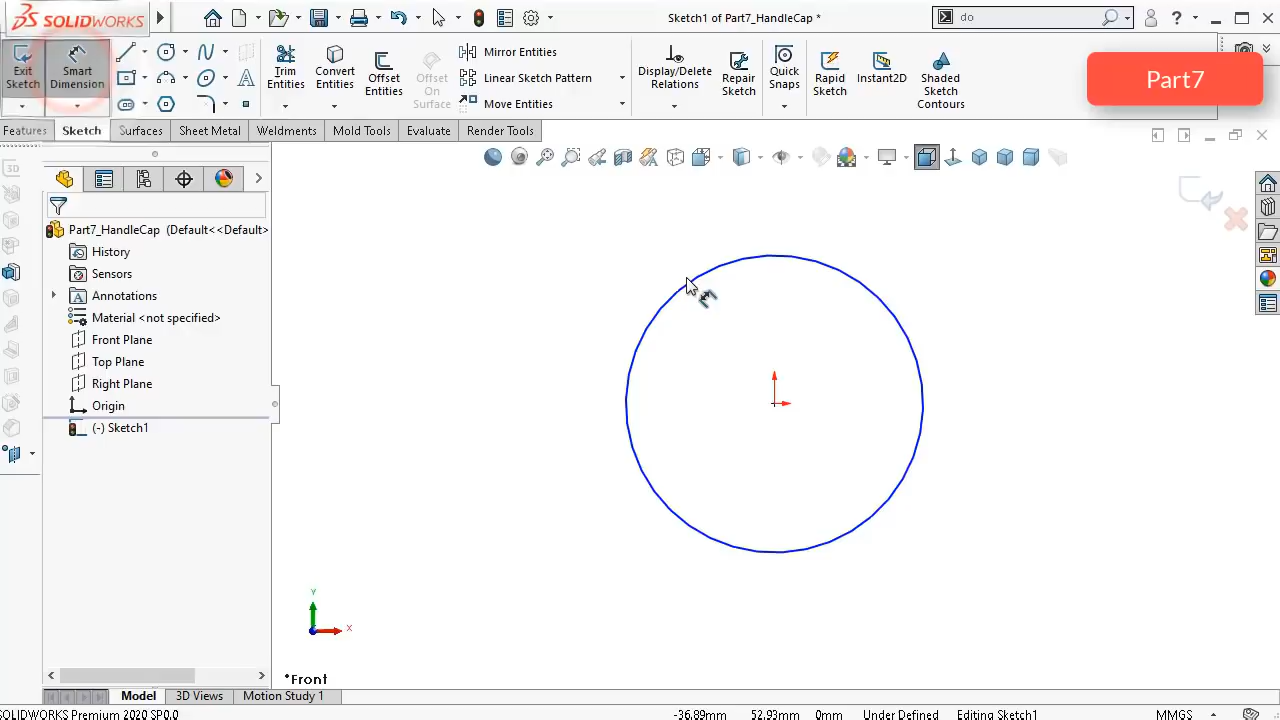 SOLIDWORKS
Sketch1 @ Part7_HandleCap *
do
Exit Sketch
Smart Dimension
Trim Entities
Convert Entities
Offset Entities
Offset On Surface
Mirror Entities
Linear Sketch Pattern
Move Entities
Display/Delete Relations
Repair Sketch
Quick Snaps
Rapid Sketch
Instant2D
Shaded Sketch Contours
Part7
Features
Sketch
Surfaces
Sheet Metal
Weldments
Mold Tools
Evaluate
Render Tools
Part7_HandleCap (Default<<Default>
History
Sensors
Annotations
Material <not specified>
Front Plane
Top Plane
Right Plane
Origin
(-) Sketch1
Y
X
*Front
Model
3D Views
Motion Study 1
SOLIDWORKS Premium 2020 SP0.0
-36.89mm
52.93mm
0mm
Under Defined
Editing Sketch1
MMGS